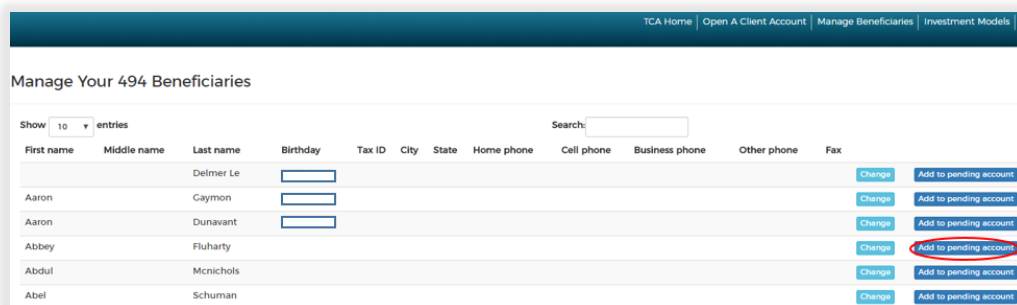 TCA Home | Open A Client Account | Manage Beneficiaries | Investment Models |
Manage Your 494 Beneficiaries
Show 10 entries Search:
First name Middle name Last name Birthday Tax ID City State Home phone Cell phone Business phone Other phone Fax
Delmer Le Change Add to pending account
Aaron Gaymon Change Add to pending account
Aaron Dunavant Change Add to pending account
Abbey Fluharty Change Add to pending account
Abdul Mcnichols Change Add to pending account
Abel Schuman Change Add to pending account